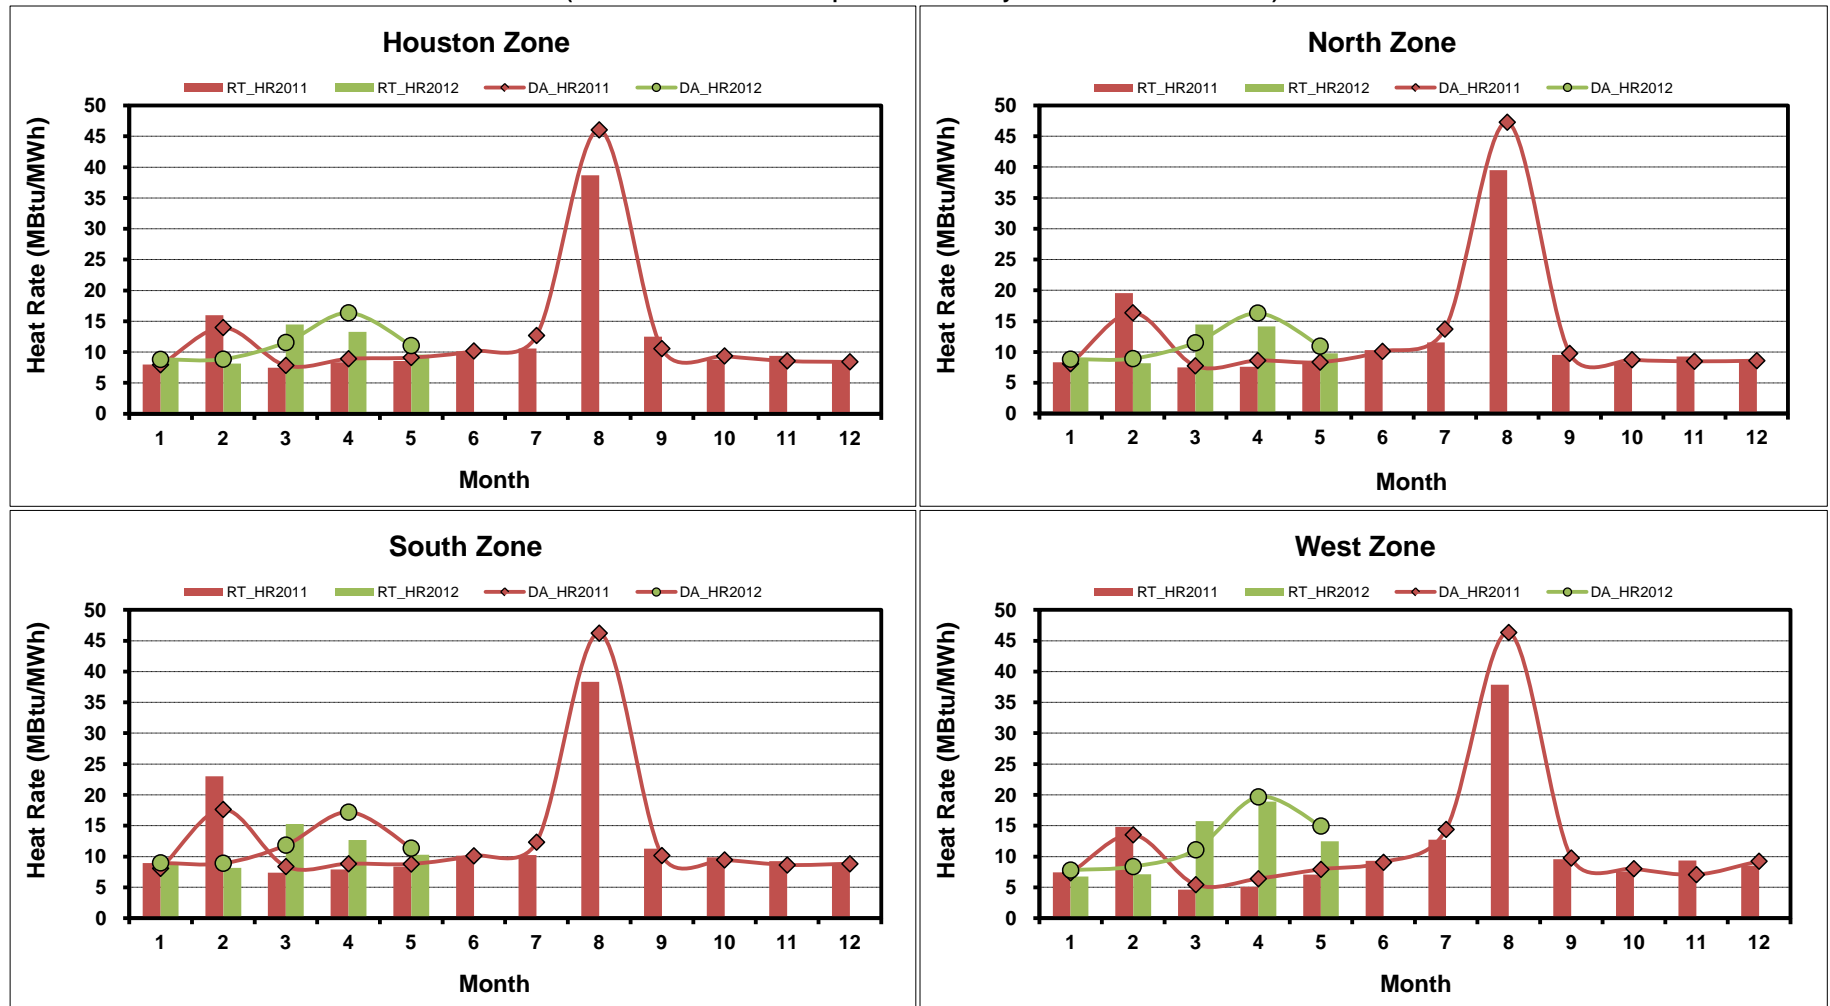 Houston Zone
RT_HR2011 RT_HR2012 DA_HR2011 DA_HR2012
Heat Rate (MBtu/MWh)
50
45
40
35
30
25
20
15
10
5
0
1 2 3 4 5 6 7 8 9 10 11 12
Month
North Zone
RT_HR2011 RT_HR2012 DA_HR2011 DA_HR2012
Heat Rate (MBtu/MWh)
50
45
40
35
30
25
20
15
10
5
0
1 2 3 4 5 6 7 8 9 10 11 12
Month
South Zone
RT_HR2011 RT_HR2012 DA_HR2011 DA_HR2012
Heat Rate (MBtu/MWh)
50
45
40
35
30
25
20
15
10
5
0
1 2 3 4 5 6 7 8 9 10 11 12
Month
West Zone
RT_HR2011 RT_HR2012 DA_HR2011 DA_HR2012
Heat Rate (MBtu/MWh)
50
45
40
35
30
25
20
15
10
5
0
1 2 3 4 5 6 7 8 9 10 11 12
Month